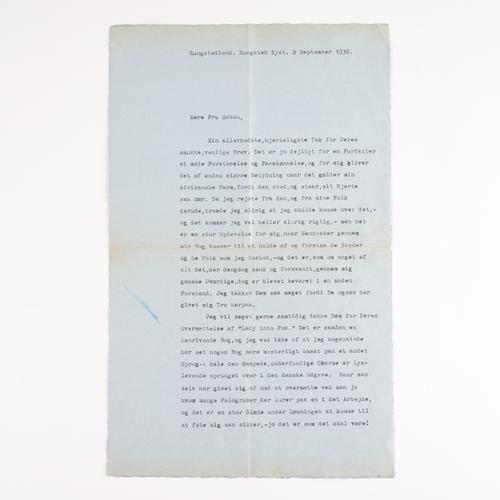 Rungstedlund. Rungsted Kyst. 2 September 1938.
Kære Fru Schou,
Min allerbedste, hjerteligste Tak for Deres
smukke, venlige Brev. Det er jo dejligt for en Forfatter
at møde Forstaaelse og Paaskønnelse, og for mig bliver
det af endnu større Betydning naar det gælder min
afrikanske Farm, fordi den stod, og staar, mit Hjerte
saa nær. Da jeg rejste fra den, og fra mine Folk
derude, troede jeg aldrig at jeg skulde komme over det,-
og det kommer jeg vel heller aldrig rigtig,- men det
er en stor Oplevelse for mig, naar Mennesker gennem
min Bog kommer til at holde af og forstaa de Steder
og de Folk som jeg forlod,-og det er, som om noget af
alt det, der dengang sank og forsvandt, gennem mig
ganske Uværdige, dog er blevet bevaret i en anden
Forstand. Jeg takker Dem saa meget fordi De ogsaa har
givet mig Tro herpaa.
Jeg vil meget gerne samtidig takke Dem for Deres
Oversættelse af "Lady into Fox." Det er saadan en
henrivende Bog, og jeg ved ikke af at jeg nogensinde
har set nogen Bog mere mesterligt omsat paa et andet
Sprog-: hele den dæmpede, underfundige Charme er lys-
levende sprunget over i den danske Udgave. Naar man
selv har givet sig af med at oversætte ved man jo
hvor mange Faldgruber der lurer paa en i det Arbejde,
og det er en stor Glæde under Læsningen at komme til
at føle sig saa sikker,-jo det er som det skal være!